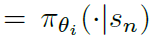 = π_{θ_i}(·|s_n)